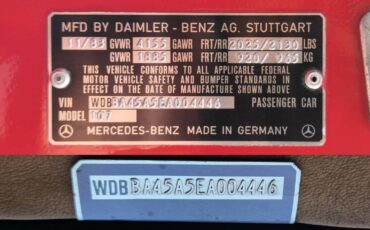 MFD BY DAIMLER - BENZ AG. STUTTGART
11/83 GVWR 4155 GAWR FRT/RR 2025/2130 LBS
GVWR 1885 GAWR FRT/RR 920/965 KG
THIS VEHICLE CONFORMS TO ALL APPLICABLE FEDERAL
MOTOR VEHICLE SAFETY AND BUMPER STANDARDS IN
EFFECT ON THE DATE OF MANUFACTURE SHOWN ABOVE
VIN WDBBA45A5EA004446 PASSENGER CAR
MODEL 107
MERCEDES-BENZ MADE IN GERMANY
WDBBA45A5EA004446